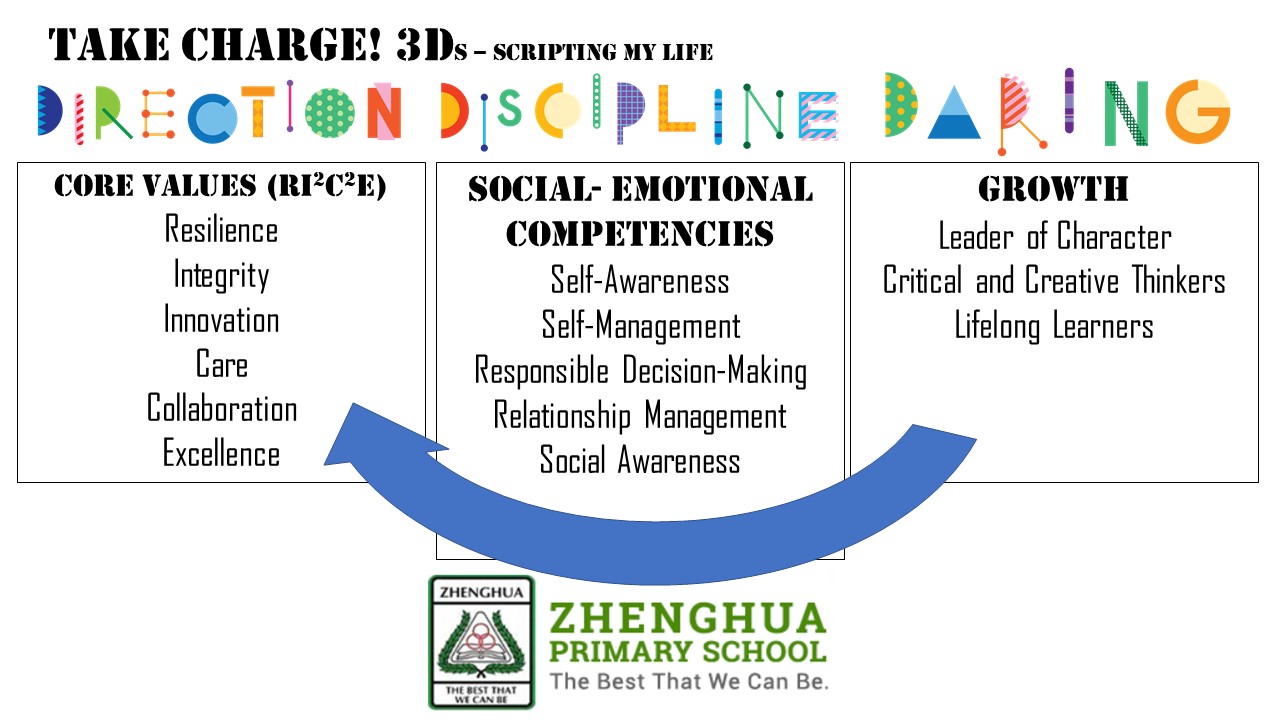 TAKE CHARGE! 3Ds – SCRIPTING MY LIFE
DIRECTION DISCIPLINE DARING
CORE VALUES (RI²C²E)
Resilience
Integrity
Innovation
Care
Collaboration
Excellence
SOCIAL- EMOTIONAL
COMPETENCIES
Self-Awareness
Self-Management
Responsible Decision-Making
Relationship Management
Social Awareness
GROWTH
Leader of Character
Critical and Creative Thinkers
Lifelong Learners
ZHENGHUA
THE BEST THAT
WE CAN BE
ZHENGHUA
PRIMARY SCHOOL
The Best That We Can Be.